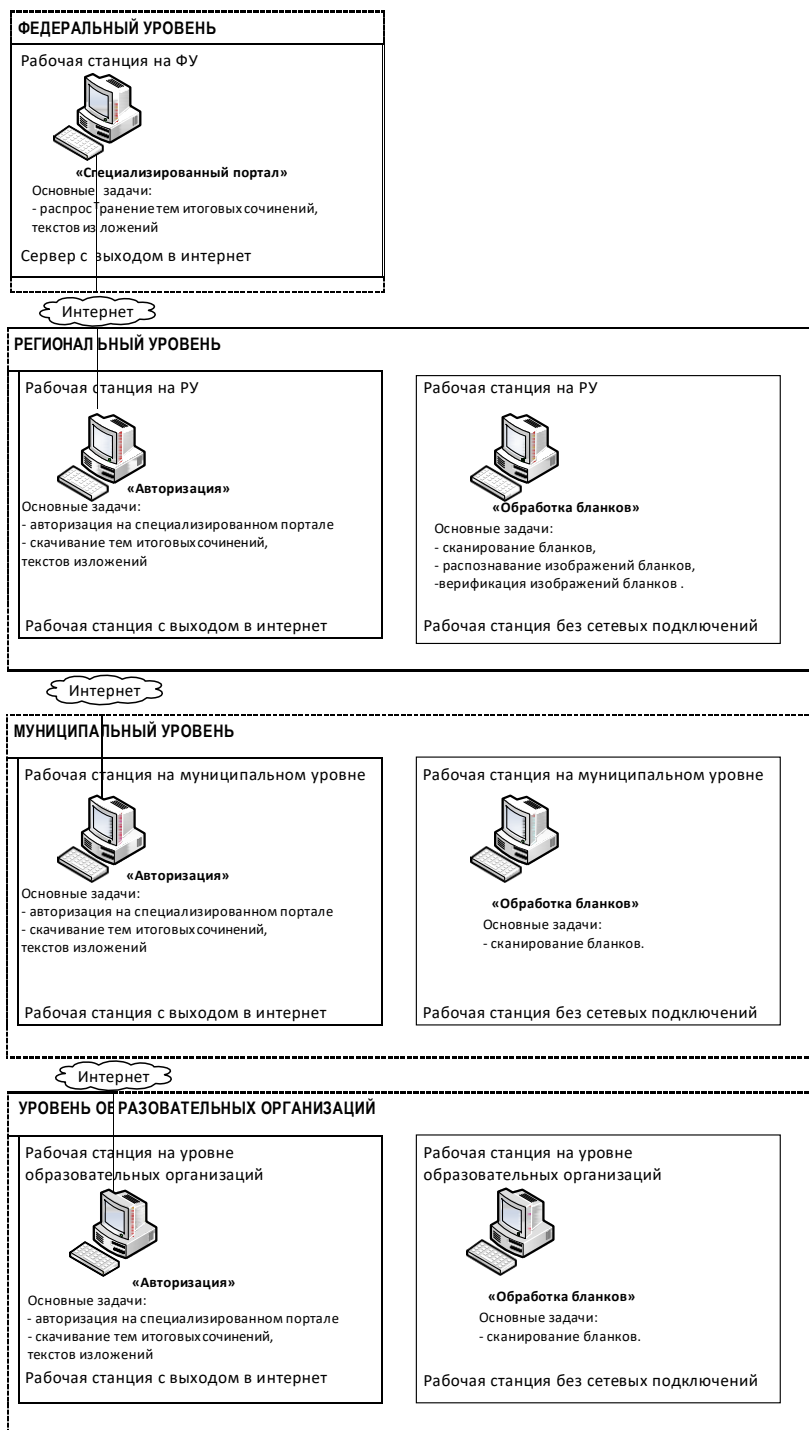 ФЕДЕРАЛЬНЫЙ УРОВЕНЬ
Рабочая станция на ФУ
«Специализированный портал»
Основные задачи:
- распространение тем итоговых сочинений,
текстов изложений
Сервер с выходом в интернет
Интернет
РЕГИОНАЛЬНЫЙ УРОВЕНЬ
Рабочая станция на РУ
«Авторизация»
Основные задачи:
- авторизация на специализированном портале
- скачивание тем итоговых сочинений,
текстов изложений
Рабочая станция с выходом в интернет
Рабочая станция на РУ
«Обработка бланков»
Основные задачи:
- сканирование бланков,
- распознавание изображений бланков,
-верификация изображений бланков .
Рабочая станция без сетевых подключений
Интернет
МУНИЦИПАЛЬНЫЙ УРОВЕНЬ
Рабочая станция на муниципальном уровне
«Авторизация»
Основные задачи:
- авторизация на специализированном портале
- скачивание тем итоговых сочинений,
текстов изложений
Рабочая станция с выходом в интернет
Рабочая станция на муниципальном уровне
«Обработка бланков»
Основные задачи:
- сканирование бланков.
Рабочая станция без сетевых подключений
Интернет
УРОВЕНЬ ОБРАЗОВАТЕЛЬНЫХ ОРГАНИЗАЦИЙ
Рабочая станция на уровне
образовательных организаций
«Авторизация»
Основные задачи:
- авторизация на специализированном портале
- скачивание тем итоговых сочинений,
текстов изложений
Рабочая станция с выходом в интернет
Рабочая станция на уровне
образовательных организаций
«Обработка бланков»
Основные задачи:
- сканирование бланков.
Рабочая станция без сетевых подключений